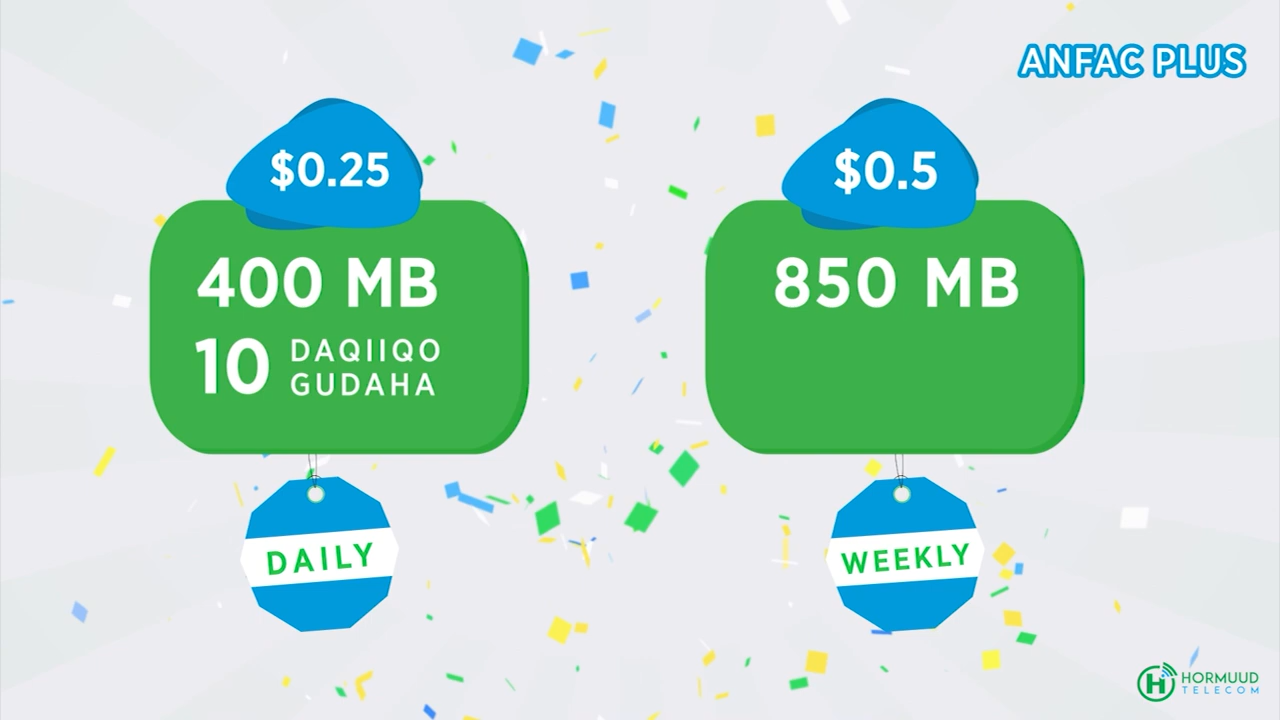 ANFAC PLUS
$0.25
400 MB
10 DAQIIQO
GUDAHA
DAILY
$0.5
850 MB
WEEKLY
HORMUUD
TELECOM